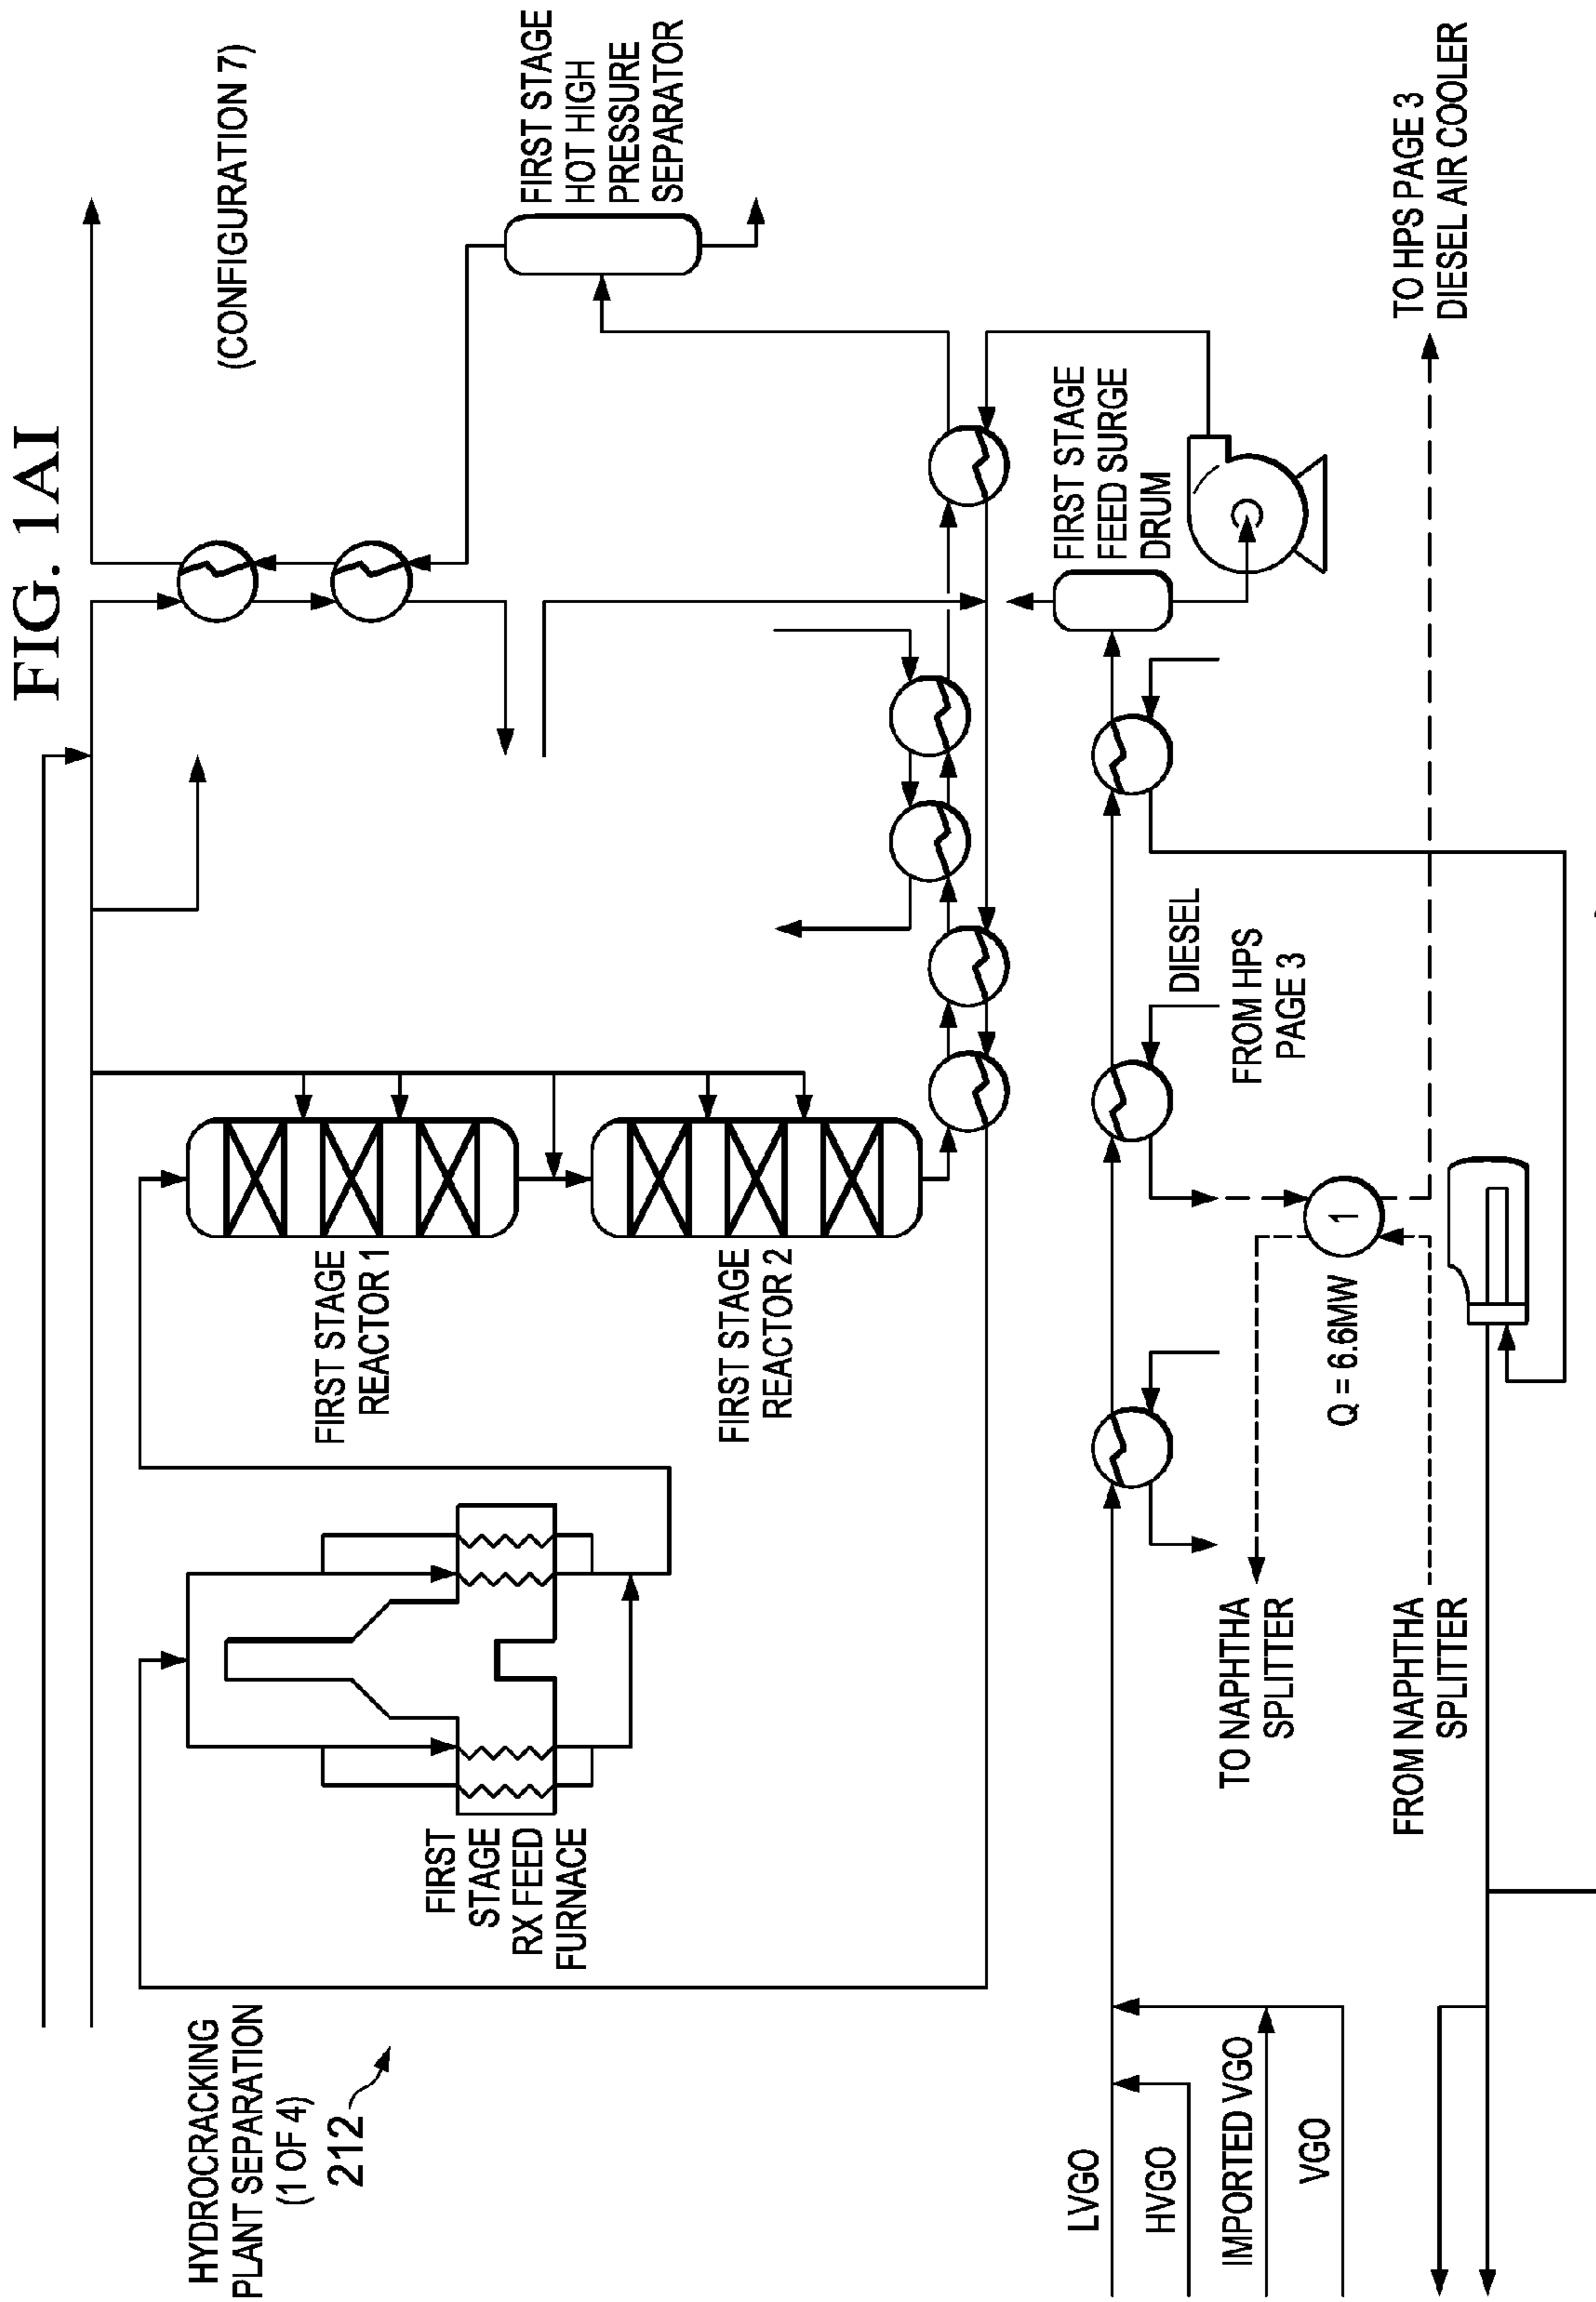 FIG. 1AI
(CONFIGURATION 7)
HYDROCRACKING
PLANT SEPARATION
(1 OF 4)
212
FIRST
STAGE
RX FEED
FURNACE
FIRST STAGE
REACTOR 1
FIRST STAGE
REACTOR 2
FIRST STAGE
HOT HIGH
PRESSURE
SEPARATOR
FIRST STAGE
FEED SURGE
DRUM
LVGO
HVGO
IMPORTED VGO
VGO
DIESEL
FROM HPS
PAGE 3
TO NAPHTHA
SPLITTER
Q = 6.6MW
1
FROM NAPHTHA
SPLITTER
TO HPS PAGE 3
DIESEL AIR COOLER